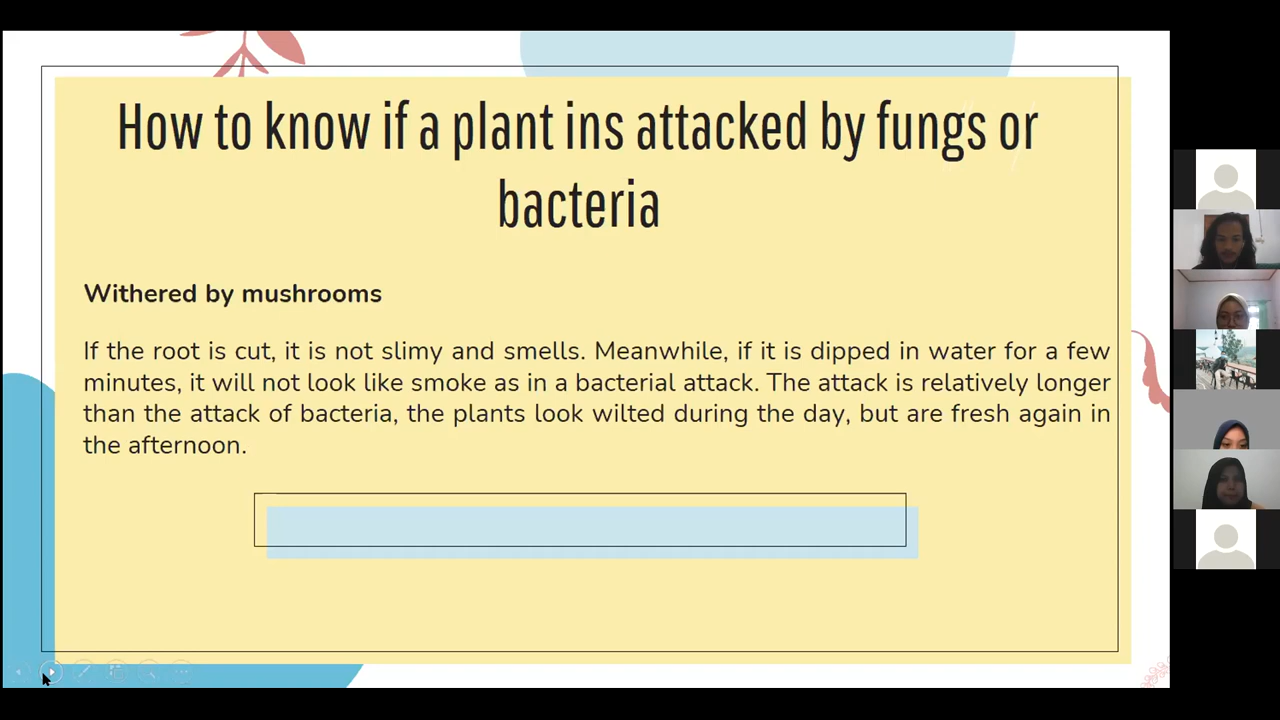 How to know if a plant ins attacked by fungs or
bacteria
Withered by mushrooms
If the root is cut, it is not slimy and smells. Meanwhile, if it is dipped in water for a few
minutes, it will not look like smoke as in a bacterial attack. The attack is relatively longer
than the attack of bacteria, the plants look wilted during the day, but are fresh again in
the afternoon.